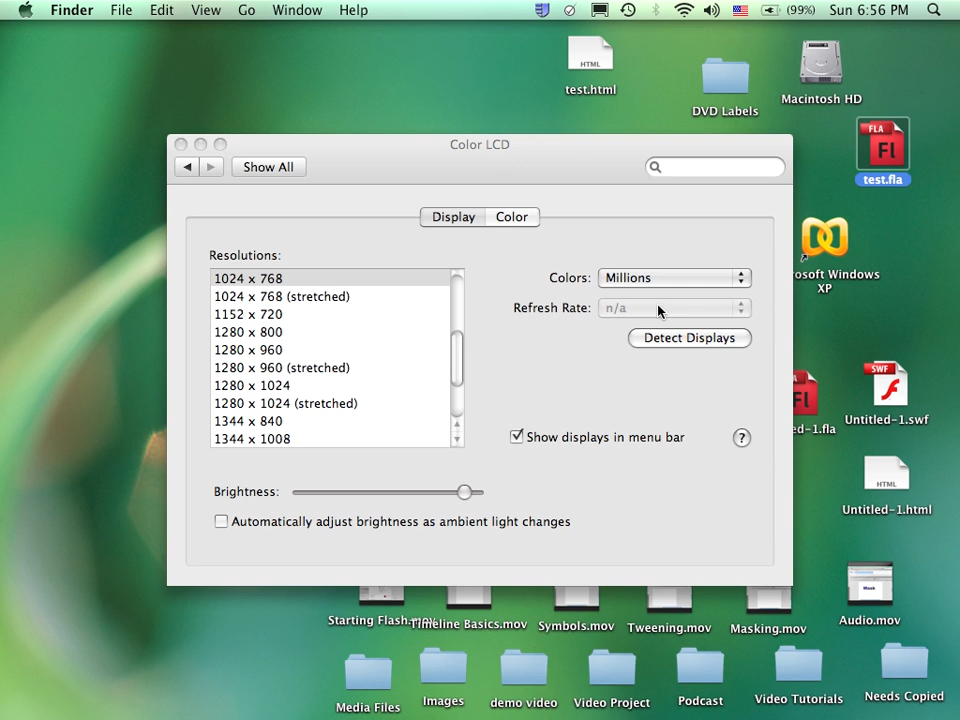 Finder File Edit View Go Window Help (99%) Sun 6:56 PM
HTML
test.html
DVD Labels
Macintosh HD
FLA
Fl
test.fla
Color LCD
Show All
Display Color
Resolutions:
1024 x 768
1024 x 768 (stretched)
1152 x 720
1280 x 800
1280 x 960
1280 x 960 (stretched)
1280 x 1024
1280 x 1024 (stretched)
1344 x 840
1344 x 1008
Colors: Millions
Refresh Rate: n/a
Detect Displays
Show displays in menu bar ?
Brightness:
Automatically adjust brightness as ambient light changes
rosoft Windows
XP
Fl
d-1.fla
SWF
Untitled-1.swf
HTML
Untitled-1.html
Starting Flash.mov
Timeline Basics.mov
Symbols.mov
Tweening.mov
Masking.mov
Audio.mov
Media Files
Images
demo video
Video Project
Podcast
Video Tutorials
Needs Copied